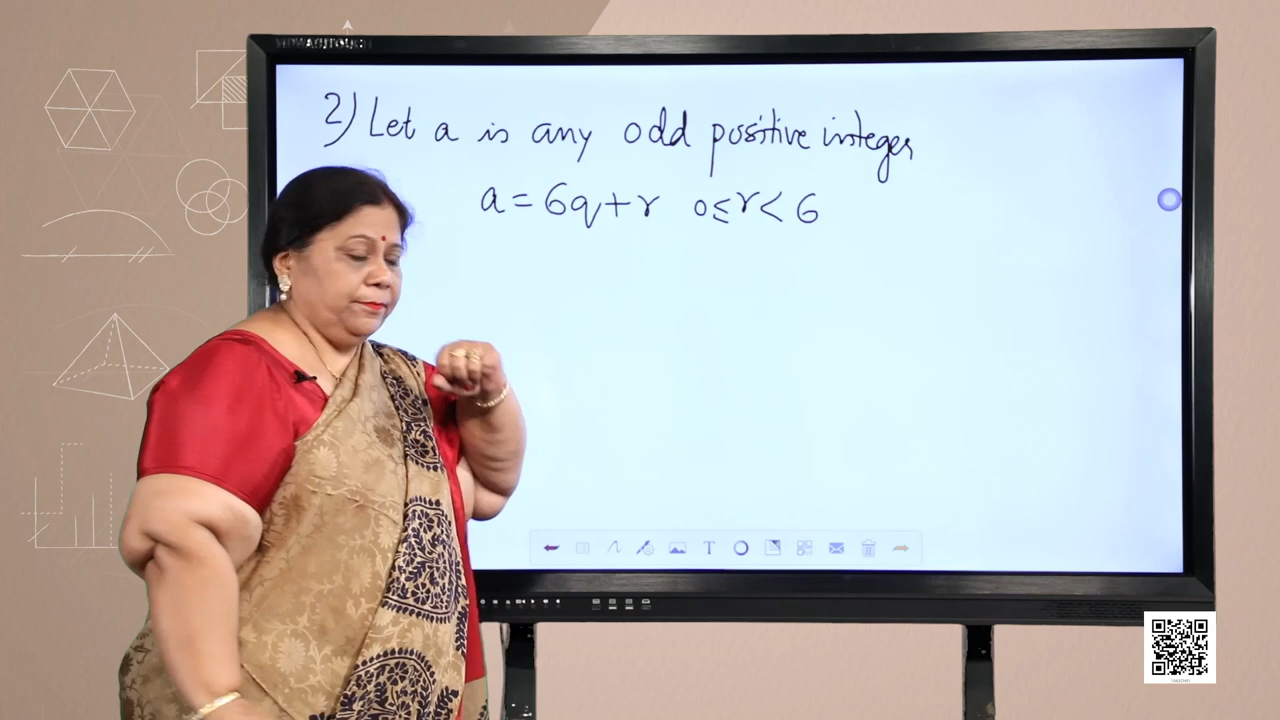 2) Let a is any odd positive integer
a = 6q + r 0 ≤ r < 6